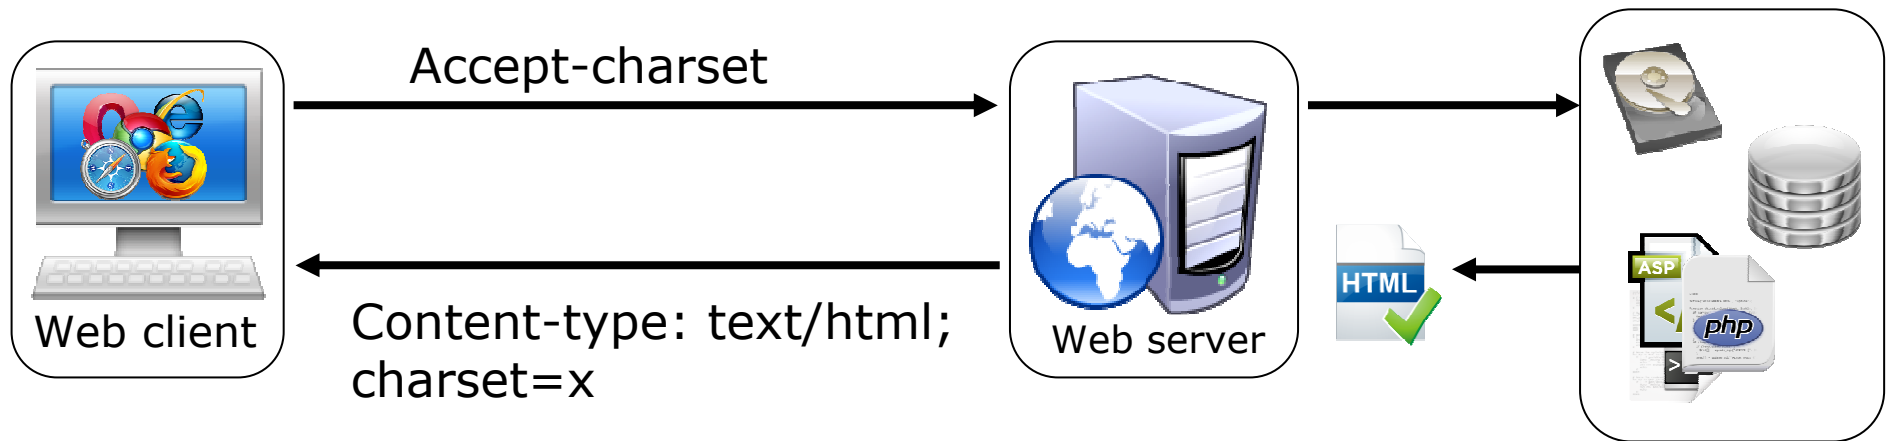 Accept-charset
Web client
Content-type: text/html;
charset=x
Web server
HTML
ASP
</
php
>